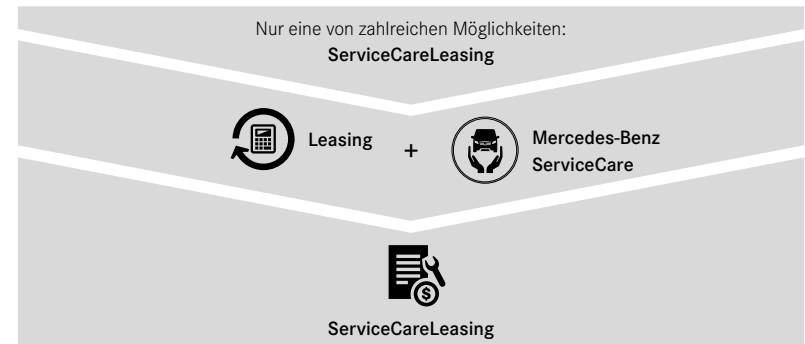 Nur eine von zahlreichen Möglichkeiten:
ServiceCareLeasing
Leasing + Mercedes-Benz
ServiceCare
$
ServiceCareLeasing